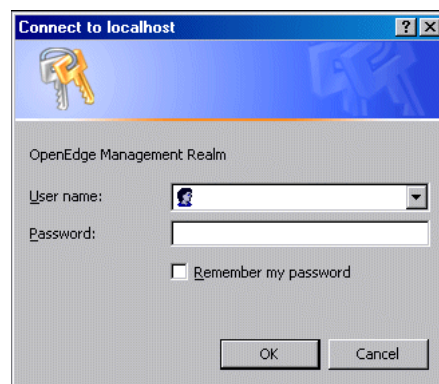 Connect to localhost
OpenEdge Management Realm
User name:
Password:
Remember my password
OK
Cancel